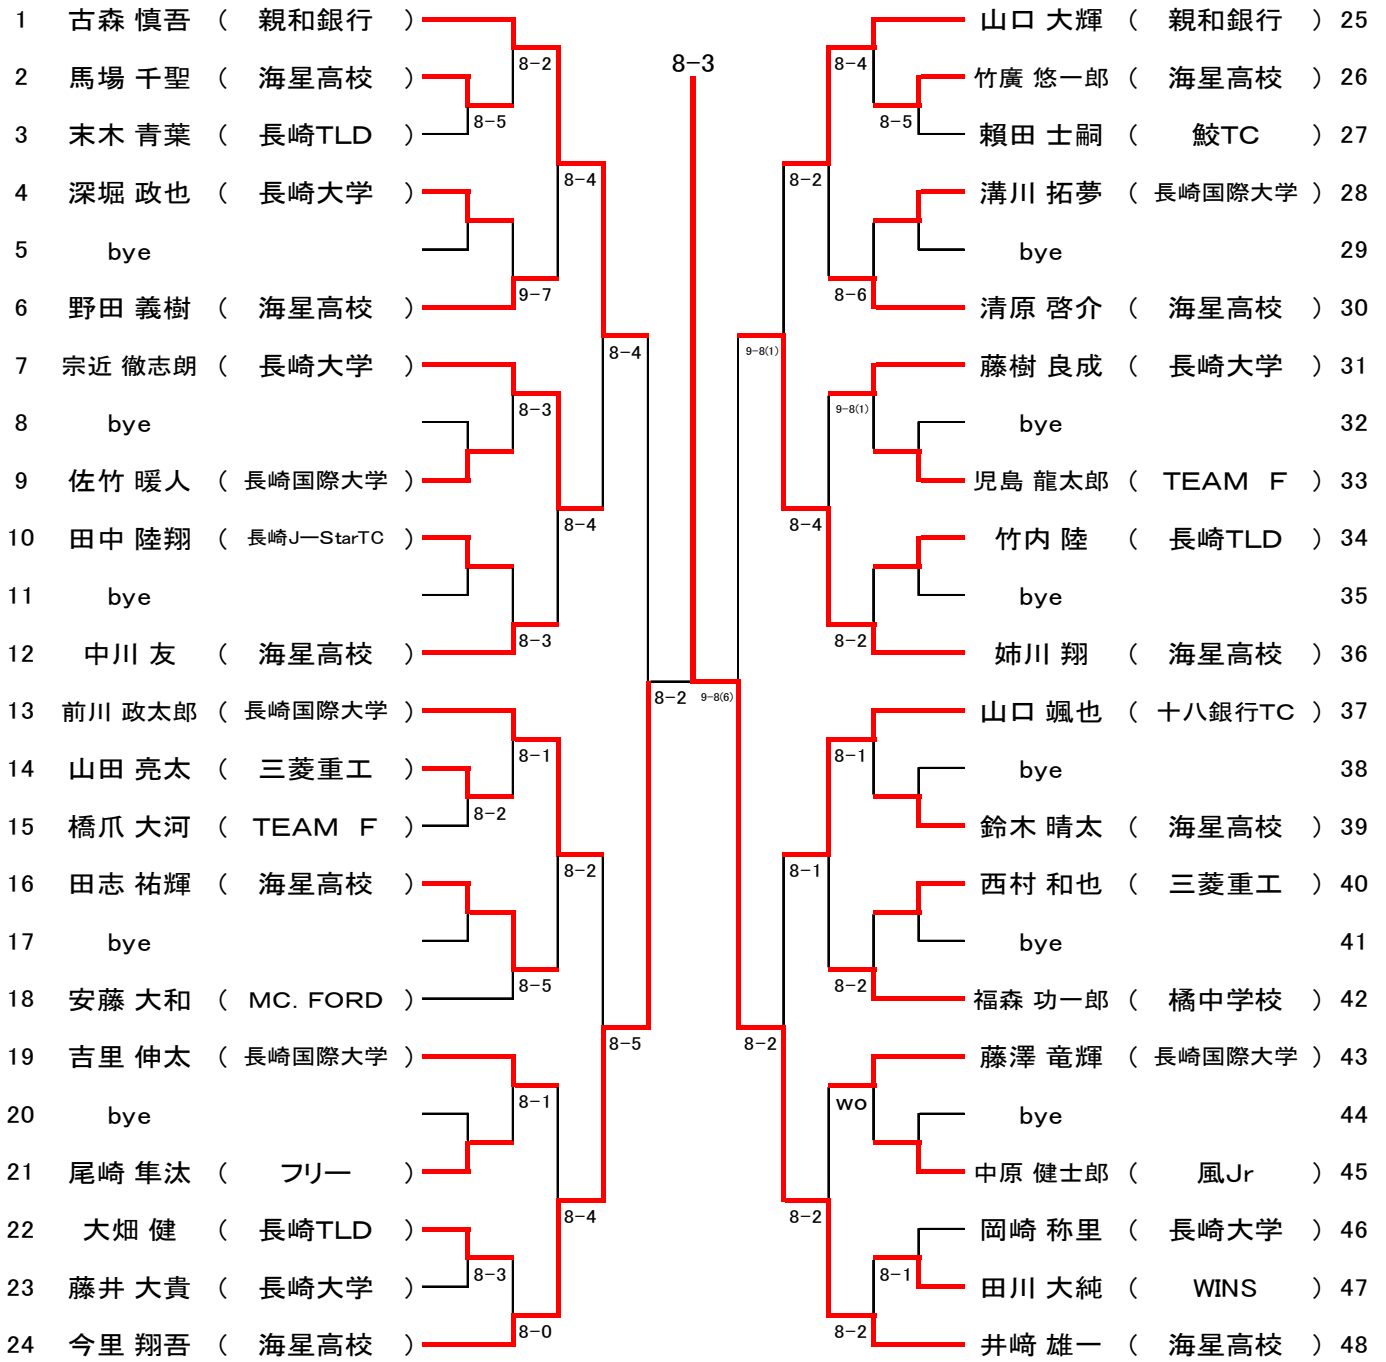 1 古森 慎吾 ( 親和銀行 ) 山口 大輝 ( 親和銀行 ) 25
8-2 8-3 8-4
2 馬場 千聖 ( 海星高校 ) 竹廣 悠一郎 ( 海星高校 ) 26
8-5 8-5
3 末木 青葉 ( 長崎TLD ) 賴田 士嗣 ( 鮫TC ) 27
8-4 8-2
4 深堀 政也 ( 長崎大学 ) 溝川 拓夢 ( 長崎国際大学 ) 28
5 bye bye 29
9-7 8-6
6 野田 義樹 ( 海星高校 ) 清原 啓介 ( 海星高校 ) 30
8-4 9-8(1)
7 宗近 徹志朗 ( 長崎大学 ) 藤樹 良成 ( 長崎大学 ) 31
8-3 9-8(1)
8 bye bye 32
9 佐竹 暖人 ( 長崎国際大学 ) 児島 龍太郎 ( TEAM F ) 33
8-4 8-4
10 田中 陸翔 ( 長崎J-StarTC ) 竹内 陸 ( 長崎TLD ) 34
11 bye bye 35
8-3 8-2
12 中川 友 ( 海星高校 ) 姉川 翔 ( 海星高校 ) 36
8-2 9-8(6)
13 前川 政太郎 ( 長崎国際大学 ) 山口 颯也 ( 十八銀行TC ) 37
8-1 8-1
14 山田 亮太 ( 三菱重工 ) bye 38
8-2
15 橋爪 大河 ( TEAM F ) 鈴木 晴太 ( 海星高校 ) 39
8-2 8-1
16 田志 祐輝 ( 海星高校 ) 西村 和也 ( 三菱重工 ) 40
17 bye bye 41
8-5 8-2
18 安藤 大和 ( MC. FORD ) 福森 功一郎 ( 橘中学校 ) 42
8-5 8-2
19 吉里 伸太 ( 長崎国際大学 ) 藤澤 竜輝 ( 長崎国際大学 ) 43
8-1 wo
20 bye bye 44
21 尾崎 隼汰 ( フリー ) 中原 健士郎 ( 風Jr ) 45
8-4 8-2
22 大畑 健 ( 長崎TLD ) 岡崎 称里 ( 長崎大学 ) 46
8-3 8-1
23 藤井 大貴 ( 長崎大学 ) 田川 大純 ( WINS ) 47
8-0 8-2
24 今里 翔吾 ( 海星高校 ) 井﨑 雄一 ( 海星高校 ) 48